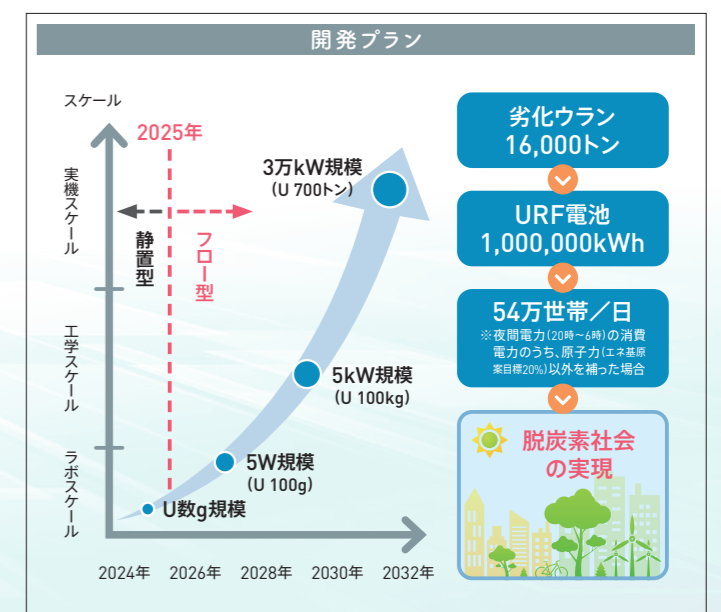 開発プラン
スケール
2025年
実機スケール
工学スケール
ラボスケール
静置型
フロー型
3万kW規模
(U 700トン)
5kW規模
(U 100kg)
5W規模
(U 100g)
U数g規模
2024年 2026年 2028年 2030年 2032年
劣化ウラン
16,000トン
URF電池
1,000,000kWh
54万世帯／日
※夜間電力(20時〜6時)の消費
電力のうち、原子力(エネ基原
案目標20%)以外を補った場合
脱炭素社会
の実現